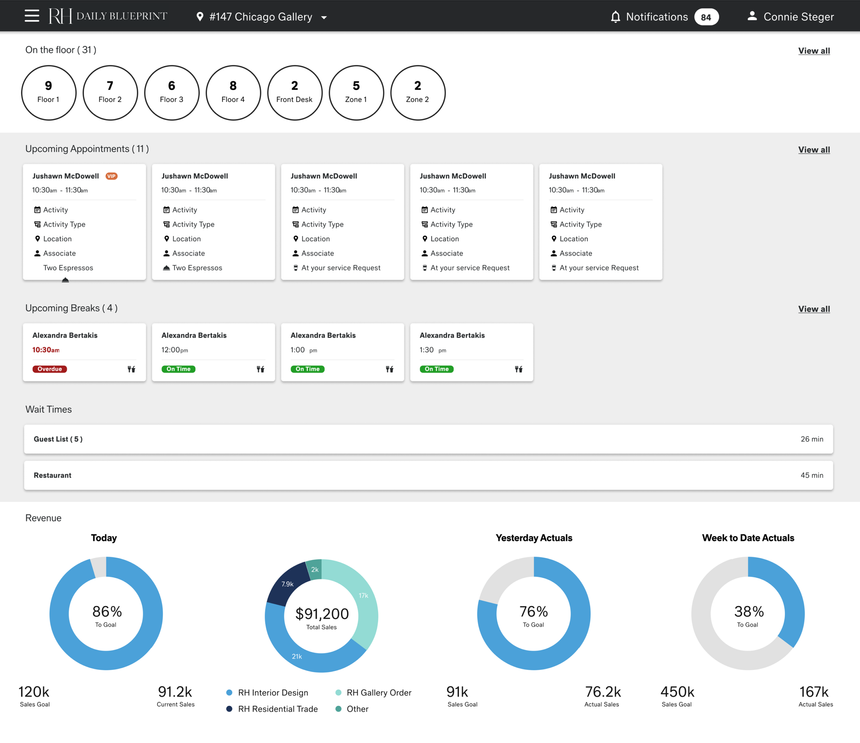 RH DAILY BLUEPRINT #147 Chicago Gallery Notifications 84 Connie Steger
On the floor ( 31 ) View all
9 7 6 8 2 5 2
Floor 1 Floor 2 Floor 3 Floor 4 Front Desk Zone 1 Zone 2
Upcoming Appointments ( 11 ) View all
Jushawn McDowell VIP Jushawn McDowell Jushawn McDowell Jushawn McDowell Jushawn McDowell
10:30am - 11:30am 10:30am - 11:30am 10:30am - 11:30am 10:30am - 11:30am 10:30am - 11:30am
Activity Activity Activity Activity Activity
Activity Type Activity Type Activity Type Activity Type Activity Type
Location Location Location Location Location
Associate Associate Associate Associate Associate
Two Espressos Two Espressos At your service Request At your service Request At your service Request
Upcoming Breaks ( 4 ) View all
Alexandra Bertakis Alexandra Bertakis Alexandra Bertakis Alexandra Bertakis
10:30am 12:00pm 1:00 pm 1:30 pm
Overdue On Time On Time On Time
Wait Times
Guest List ( 5 ) 26 min
Restaurant 45 min
Revenue
Today Yesterday Actuals Week to Date Actuals
2k
7.9k
17k
21k
86% $91,200 76% 38%
To Goal Total Sales To Goal To Goal
120k 91.2k RH Interior Design RH Gallery Order 91k 76.2k 450k 167k
Sales Goal Current Sales RH Residential Trade Other Sales Goal Actual Sales Sales Goal Actual Sales